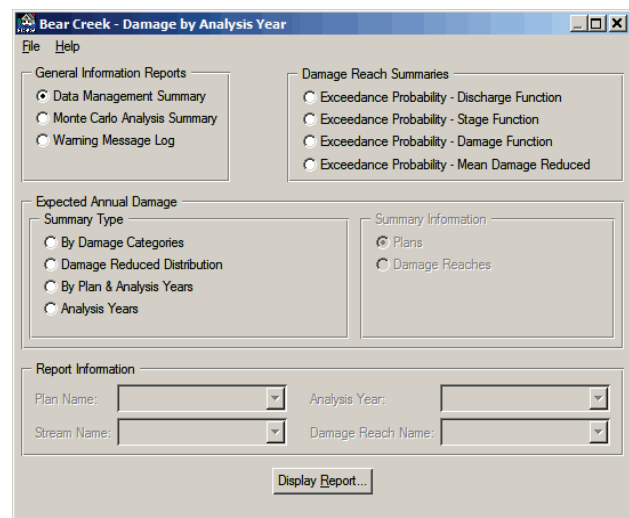 Bear Creek - Damage by Analysis Year
File Help
General Information Reports
Data Management Summary
Monte Carlo Analysis Summary
Warning Message Log
Damage Reach Summaries
Exceedance Probability - Discharge Function
Exceedance Probability - Stage Function
Exceedance Probability - Damage Function
Exceedance Probability - Mean Damage Reduced
Expected Annual Damage
Summary Type
By Damage Categories
Damage Reduced Distribution
By Plan & Analysis Years
Analysis Years
Summary Information
Plans
Damage Reaches
Report Information
Plan Name: Analysis Year:
Stream Name: Damage Reach Name:
Display Report...